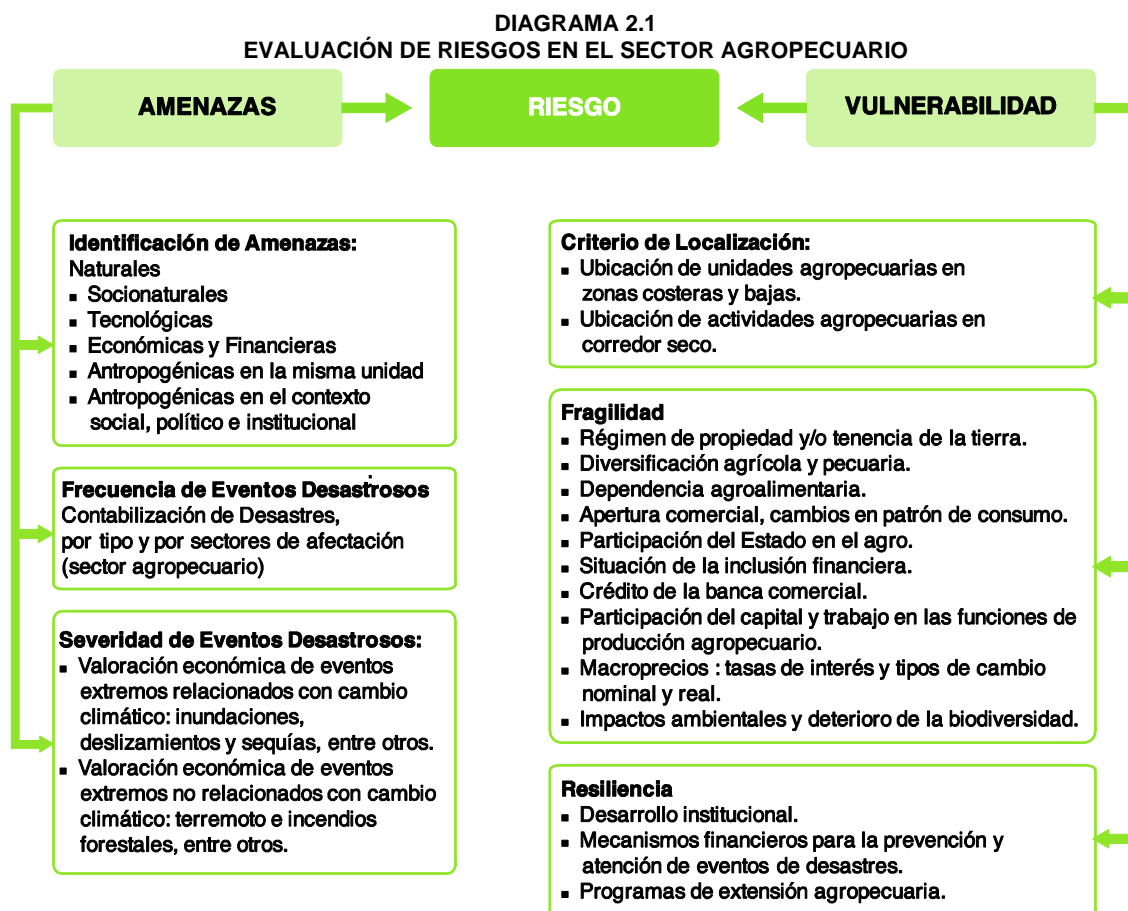 DIAGRAMA 2.1
EVALUACIÓN DE RIESGOS EN EL SECTOR AGROPECUARIO
AMENAZAS
RIESGO
VULNERABILIDAD
Identificación de Amenazas:
Naturales
▪ Socionaturales
▪ Tecnológicas
▪ Económicas y Financieras
▪ Antropogénicas en la misma unidad
▪ Antropogénicas en el contexto
social, político e institucional
Frecuencia de Eventos Desastrosos
Contabilización de Desastres,
por tipo y por sectores de afectación
(sector agropecuario)
Severidad de Eventos Desastrosos:
▪ Valoración económica de eventos
extremos relacionados con cambio
climático: inundaciones,
deslizamientos y sequías, entre otros.
▪ Valoración económica de eventos
extremos no relacionados con cambio
climático: terremoto e incendios
forestales, entre otros.
Criterio de Localización:
▪ Ubicación de unidades agropecuarias en
zonas costeras y bajas.
▪ Ubicación de actividades agropecuarias en
corredor seco.
Fragilidad
▪ Régimen de propiedad y/o tenencia de la tierra.
▪ Diversificación agrícola y pecuaria.
▪ Dependencia agroalimentaria.
▪ Apertura comercial, cambios en patrón de consumo.
▪ Participación del Estado en el agro.
▪ Situación de la inclusión financiera.
▪ Crédito de la banca comercial.
▪ Participación del capital y trabajo en las funciones de
producción agropecuario.
▪ Macroprecios : tasas de interés y tipos de cambio
nominal y real.
▪ Impactos ambientales y deterioro de la biodiversidad.
Resiliencia
▪ Desarrollo institucional.
▪ Mecanismos financieros para la prevención y
atención de eventos de desastres.
▪ Programas de extensión agropecuaria.